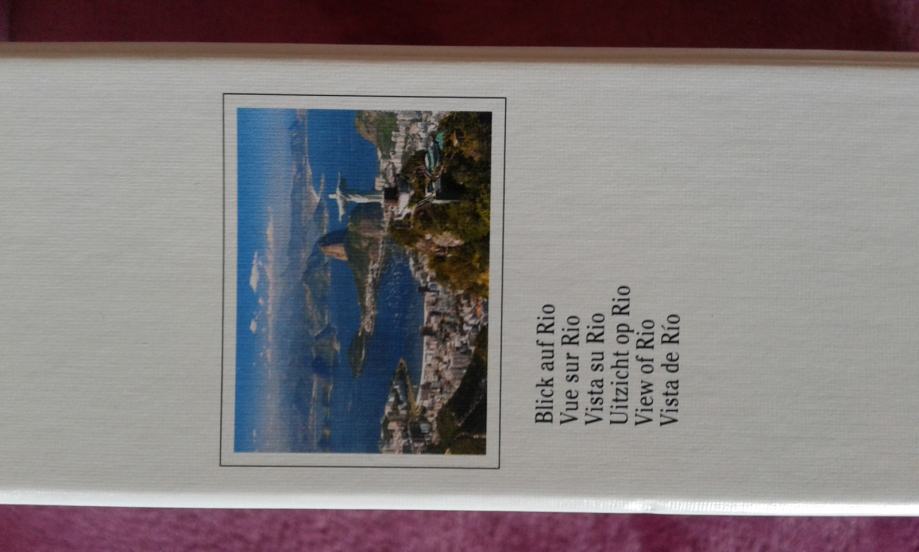 Blick auf Rio
Vue sur Rio
Vista su Rio
Uitzicht op Rio
View of Rio
Vista de Río